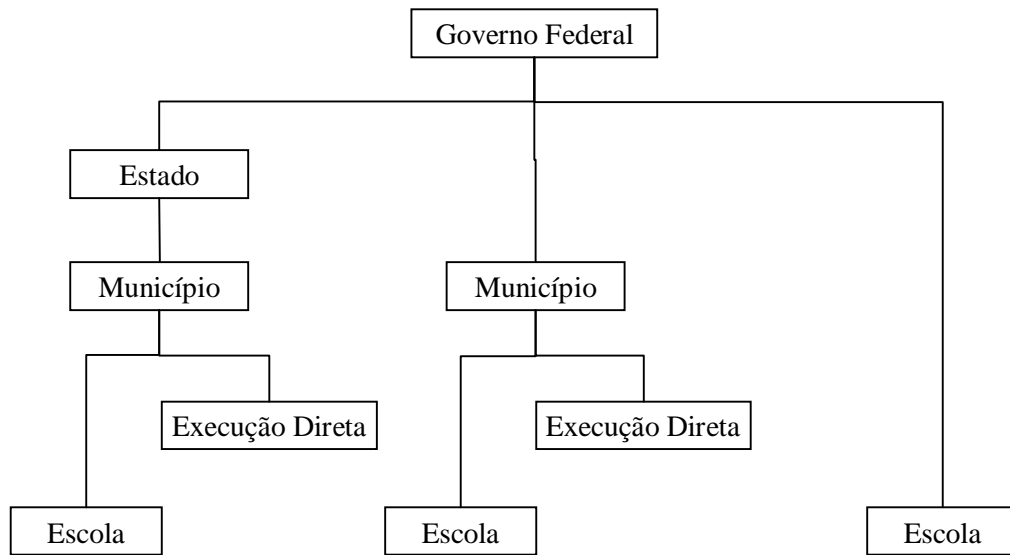 Governo Federal
Estado
Município
Município
Execução Direta
Execução Direta
Escola
Escola
Escola